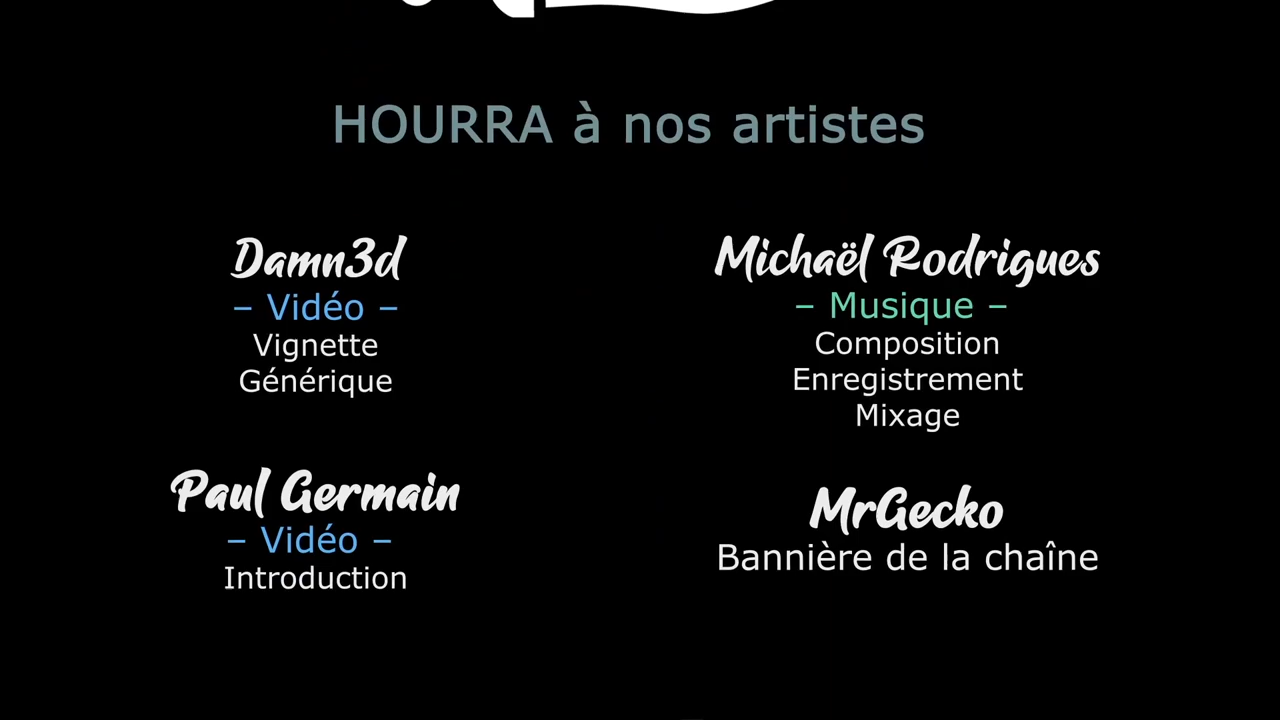 HOURRA à nos artistes
Damn3d
– Vidéo –
Vignette
Générique
Michaël Rodrigues
– Musique –
Composition
Enregistrement
Mixage
Paul Germain
– Vidéo –
Introduction
MrGecko
Bannière de la chaîne